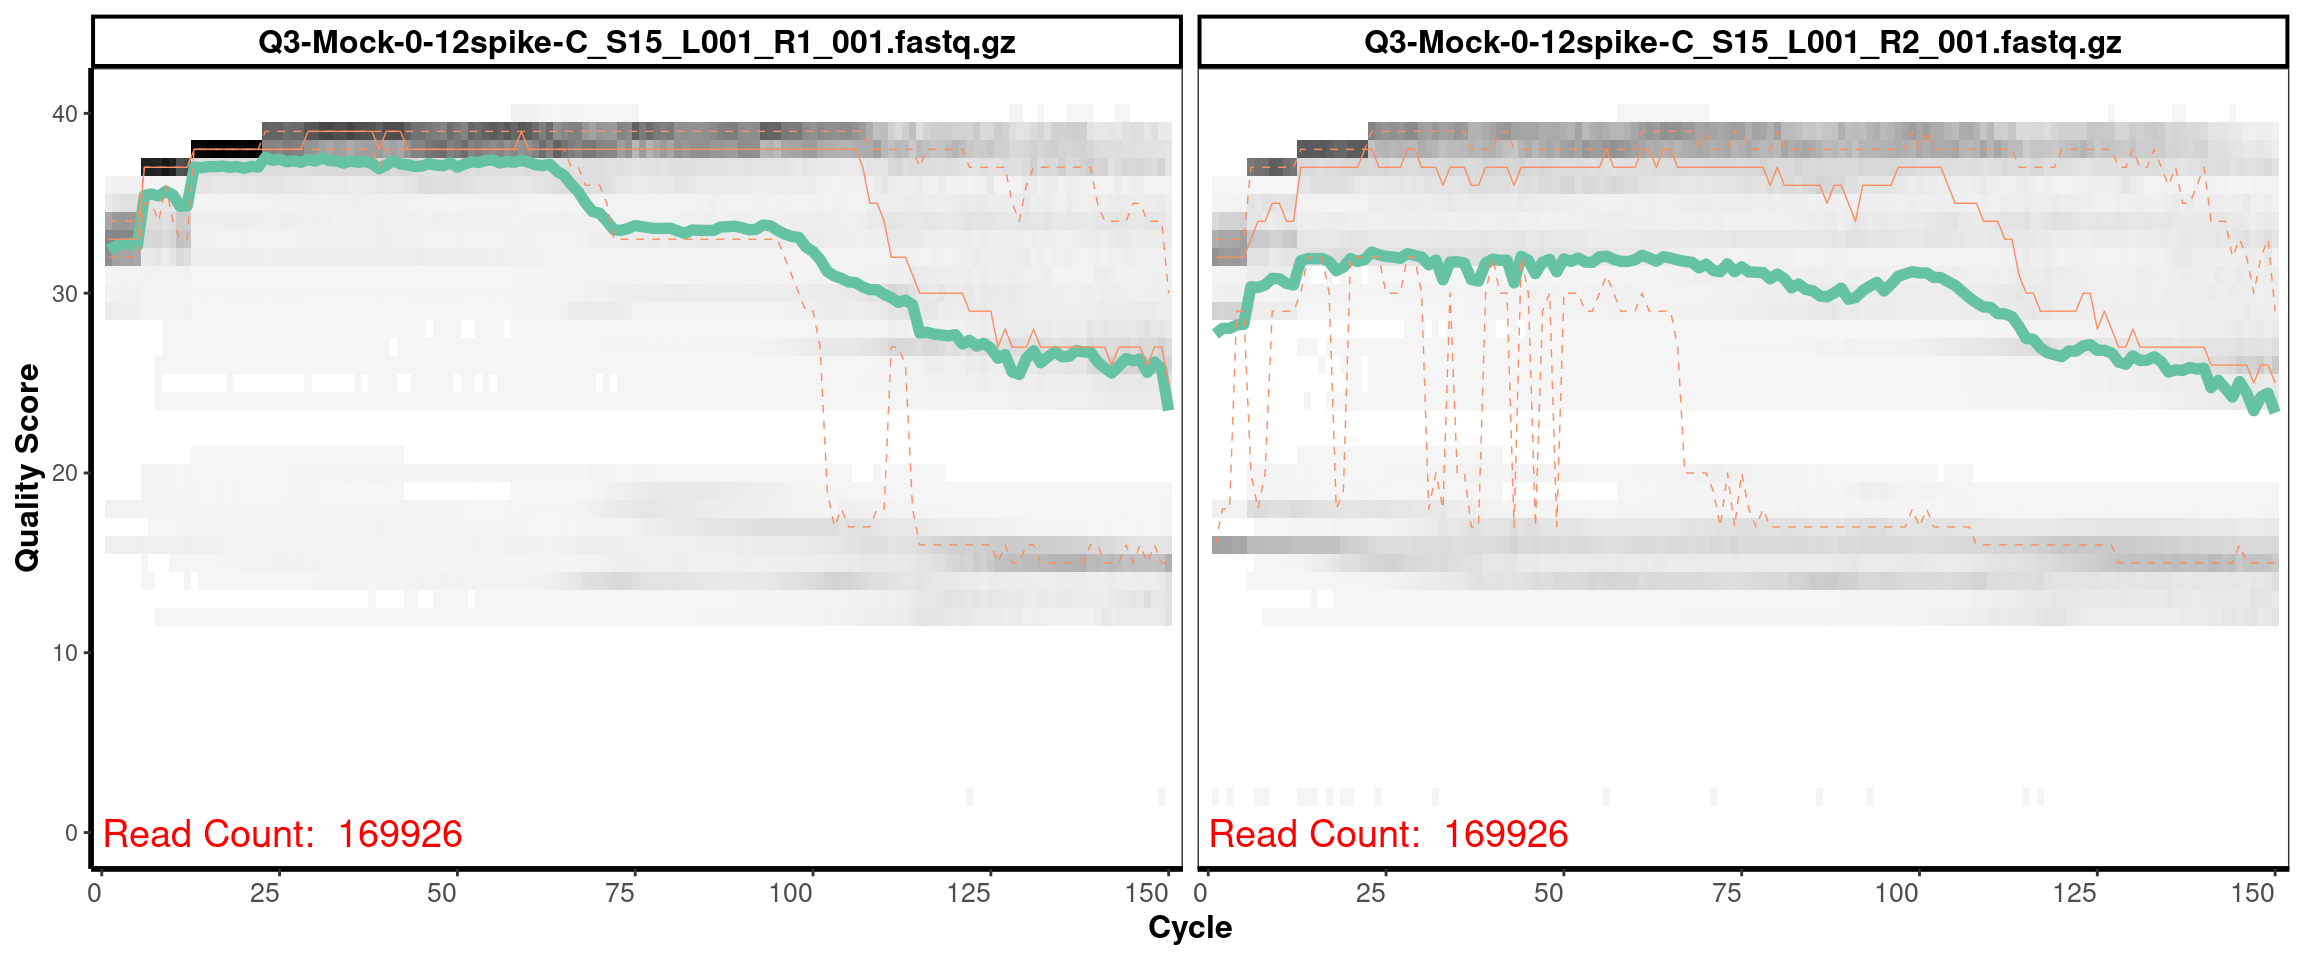 Q3-Mock-0-12spike-C_S15_L001_R1_001.fastq.gz
Q3-Mock-0-12spike-C_S15_L001_R2_001.fastq.gz
Quality Score
40
30
20
10
0
Read Count:  169926
Read Count:  169926
0 25 50 75 100 125 150
0 25 50 75 100 125 150
Cycle